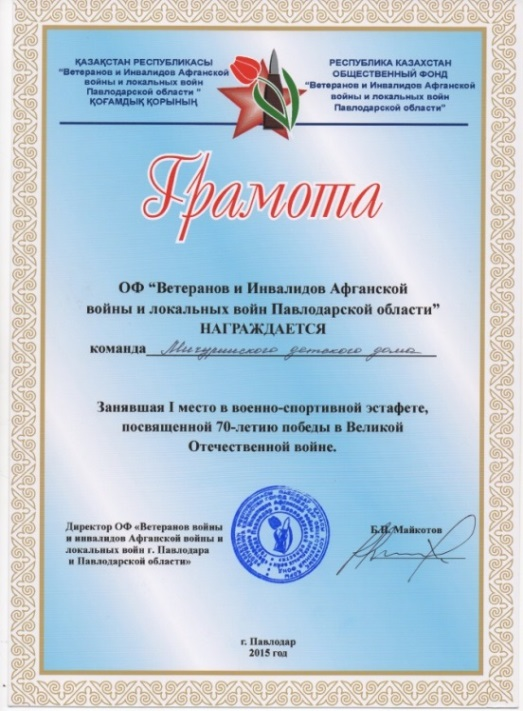 ҚАЗАҚСТАН РЕСПУБЛИКАСЫ
"Ветеранов и Инвалидов Афганской
войны и локальных войн
Павлодарской области "
ҚОҒАМДЫҚ ҚОРЫНЫҢ
РЕСПУБЛИКА КАЗАХСТАН
ОБЩЕСТВЕННЫЙ ФОНД
"Ветеранов и Инвалидов Афганской
войны и локальных войн
Павлодарской области"
Грамота
ОФ "Ветеранов и Инвалидов Афганской
войны и локальных войн Павлодарской области"
НАГРАЖДАЕТСЯ
команда Мичуринского детского дома
Занявшая I место в военно-спортивной эстафете,
посвященной 70-летию победы в Великой
Отечественной войне.
Директор ОФ «Ветеранов войны
и инвалидов Афганской войны и
локальных войн г. Павлодара
и Павлодарской области»
Майкотов
г. Павлодар
2015 год